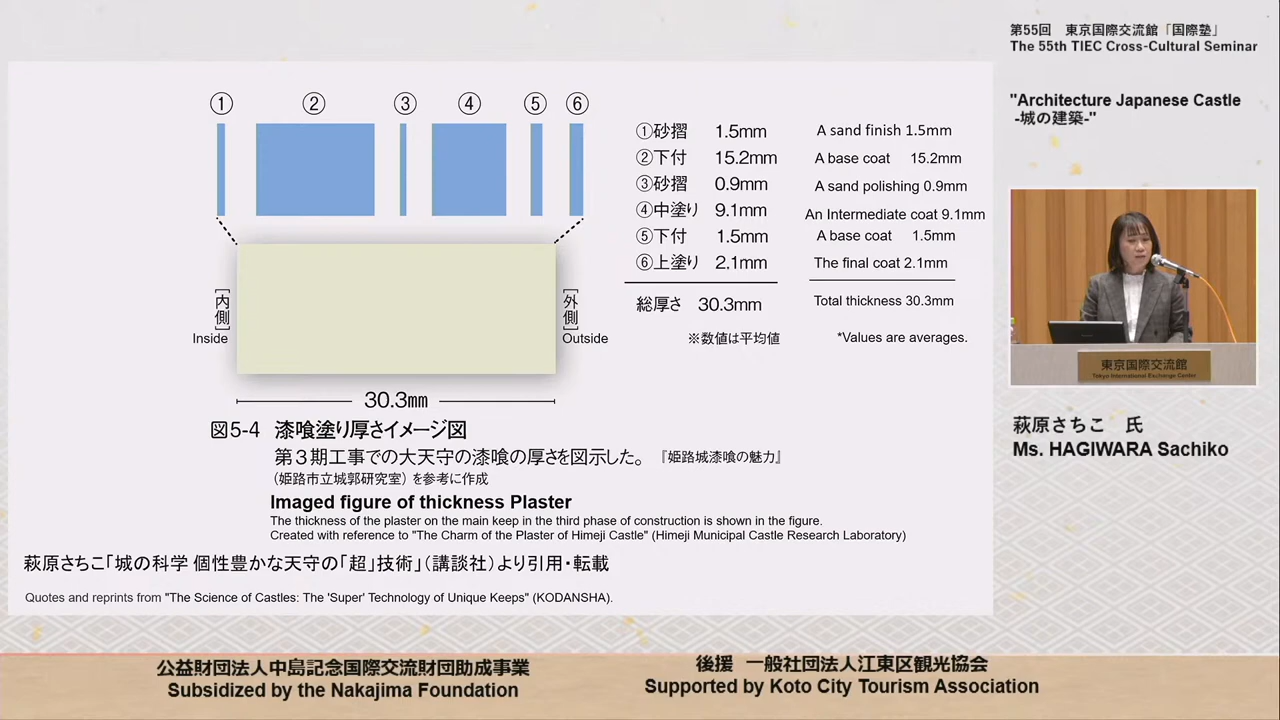 第55回 東京国際交流館「国際塾」
The 55th TIEC Cross-Cultural Seminar
"Architecture Japanese Castle
-城の建築-"
① ② ③ ④ ⑤ ⑥
①砂摺 1.5mm A sand finish 1.5mm
②下付 15.2mm A base coat 15.2mm
③砂摺 0.9mm A sand polishing 0.9mm
④中塗り 9.1mm An Intermediate coat 9.1mm
⑤下付 1.5mm A base coat 1.5mm
⑥上塗り 2.1mm The final coat 2.1mm
総厚さ 30.3mm Total thickness 30.3mm
※数値は平均値 *Values are averages.
[内側]
Inside
[外側]
Outside
30.3㎜
図5-4 漆喰塗り厚さイメージ図
第3期工事での大天守の漆喰の厚さを図示した。『姫路城漆喰の魅力』
(姫路市立城郭研究室) を参考に作成
Imaged figure of thickness Plaster
The thickness of the plaster on the main keep in the third phase of construction is shown in the figure.
Created with reference to "The Charm of the Plaster of Himeji Castle" (Himeji Municipal Castle Research Laboratory)
萩原さちこ「城の科学 個性豊かな天守の「超」技術」(講談社)より引用・転載
Quotes and reprints from "The Science of Castles: The 'Super' Technology of Unique Keeps" (KODANSHA).
東京国際交流館
Tokyo International Exchange Center
萩原さちこ 氏
Ms. HAGIWARA Sachiko
公益財団法人中島記念国際交流財団助成事業
Subsidized by the Nakajima Foundation
後援 一般社団法人江東区観光協会
Supported by Koto City Tourism Association